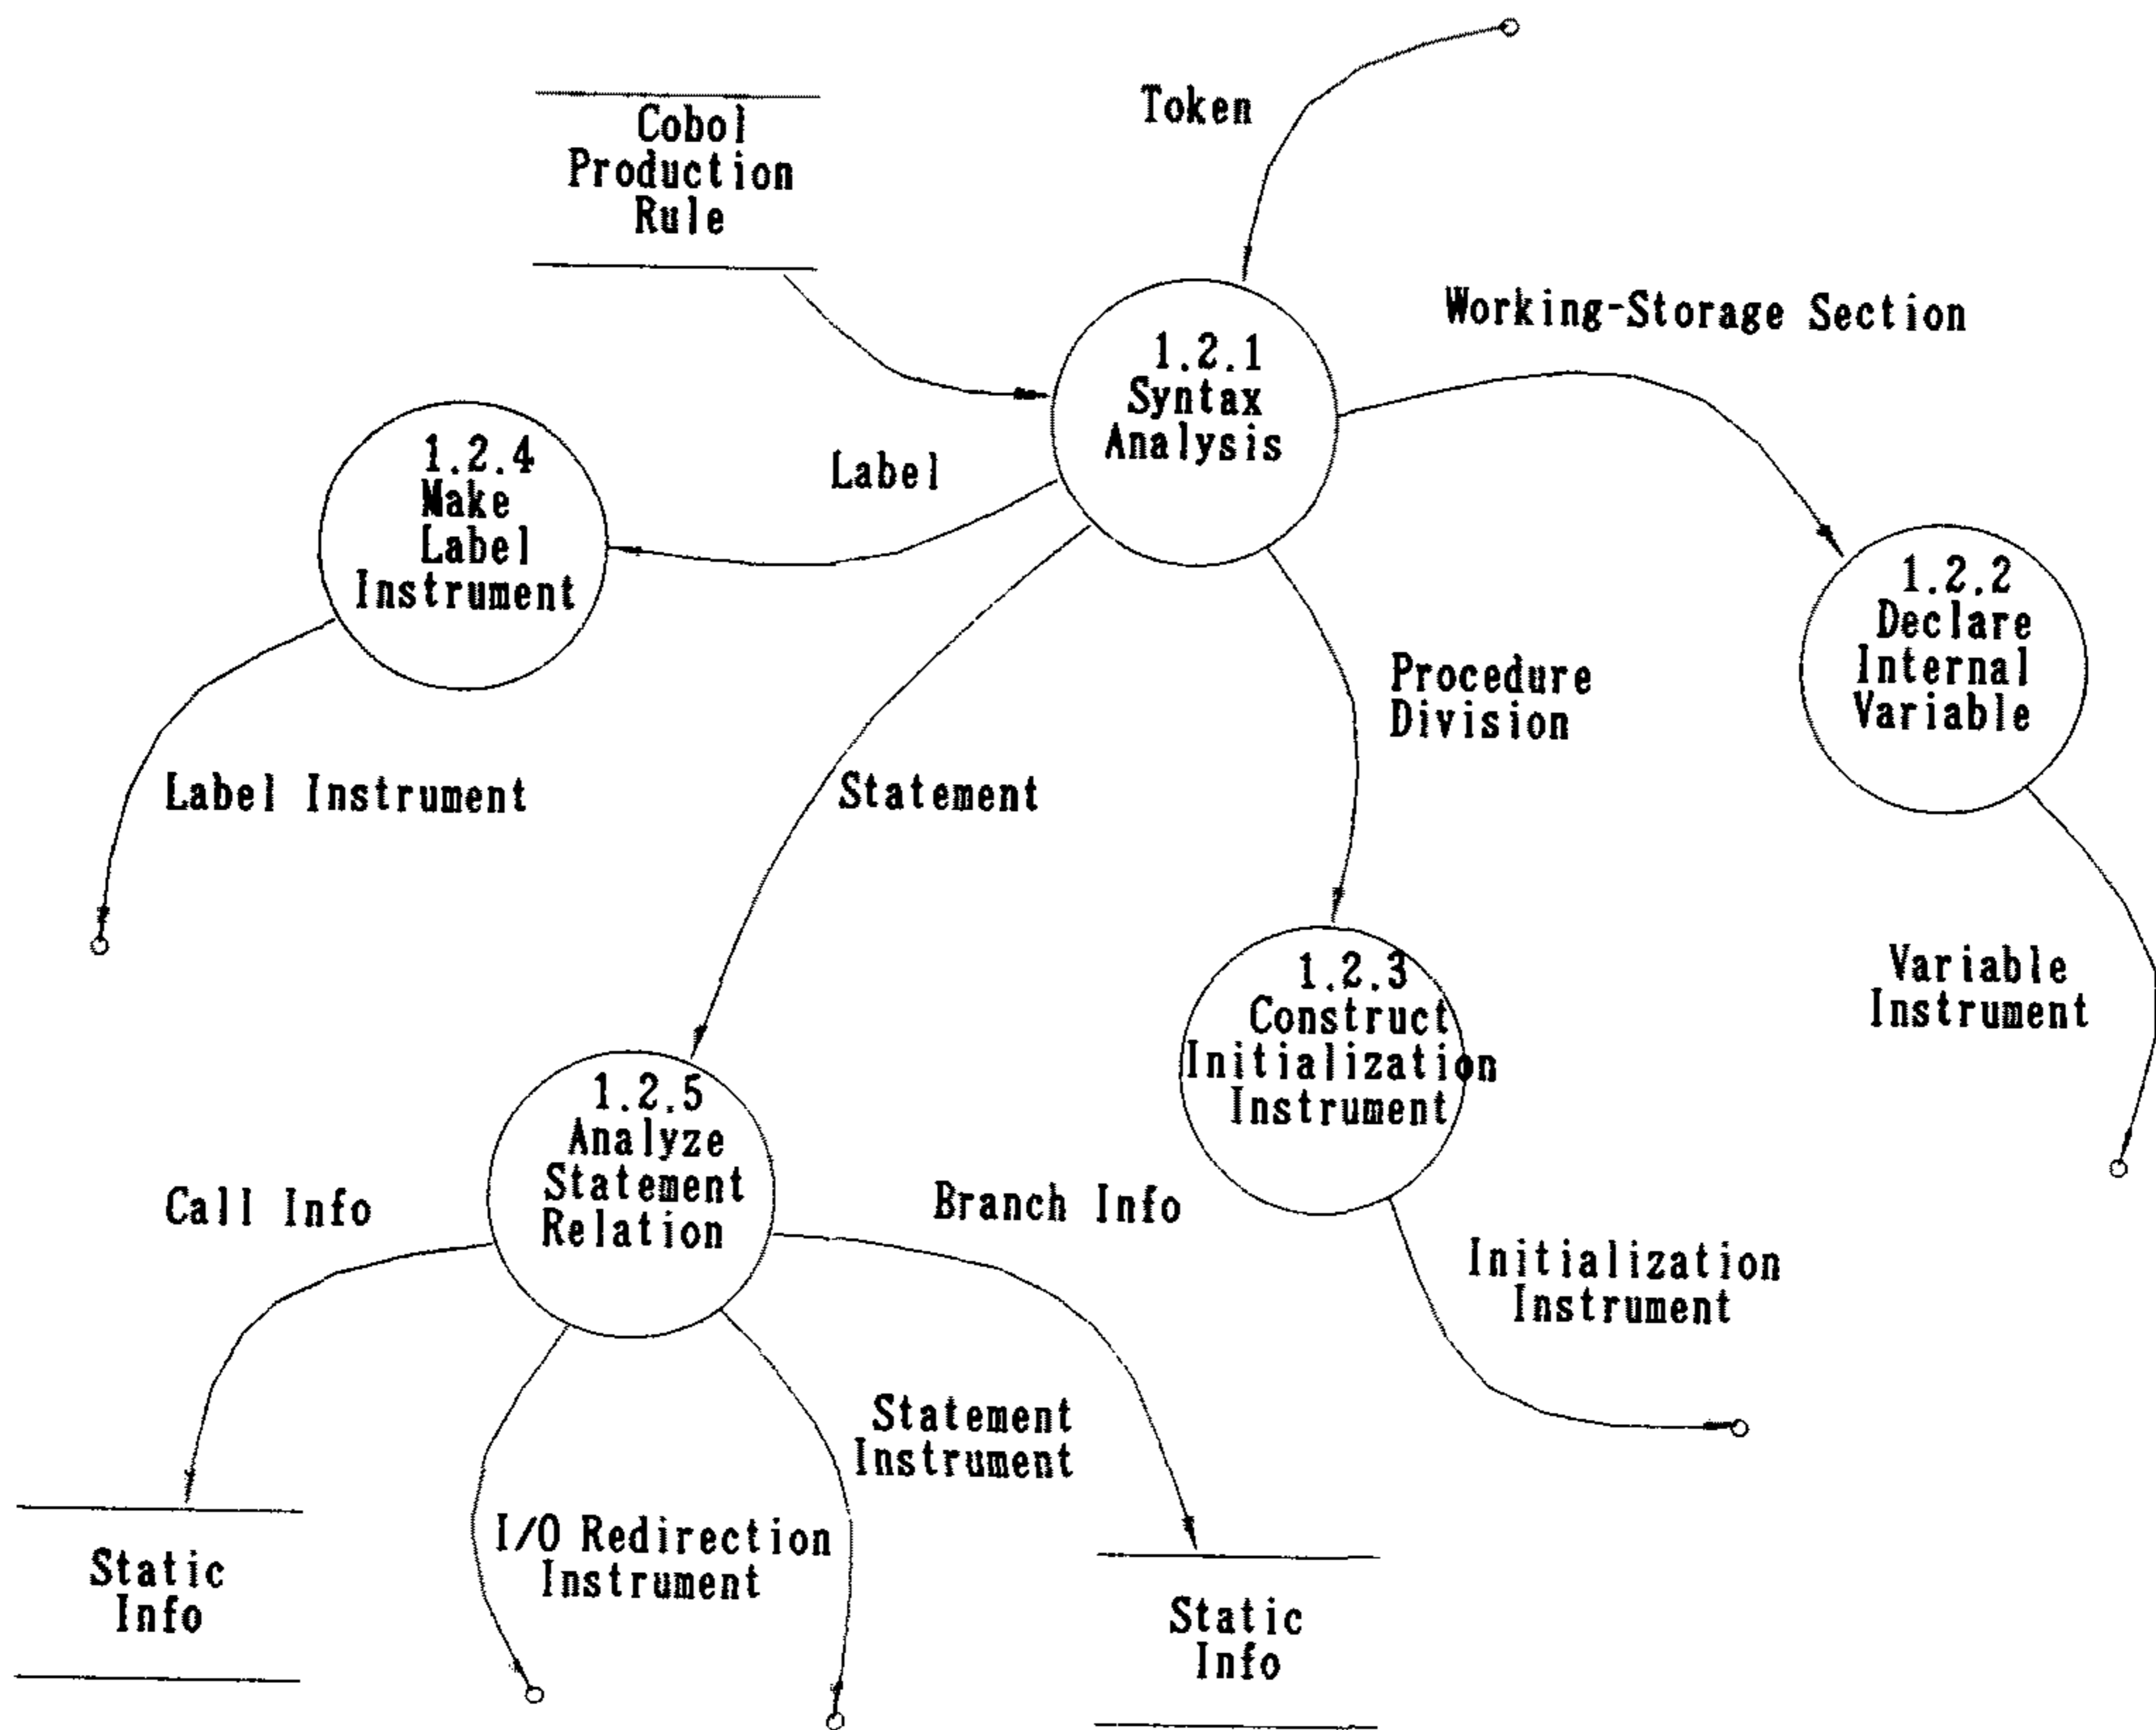 Token
Cobol
Production
Rule
Working-Storage Section
1.2.1
Syntax
Analysis
1.2.4
Make
Label
Instrument
Label
1.2.2
Declare
Internal
Variable
Procedure
Division
Label Instrument
Statement
1.2.3
Construct
Initialization
Instrument
Variable
Instrument
1.2.5
Analyze
Statement
Relation
Call Info
Branch Info
Initialization
Instrument
Statement
Instrument
I/O Redirection
Instrument
Static
Info
Static
Info